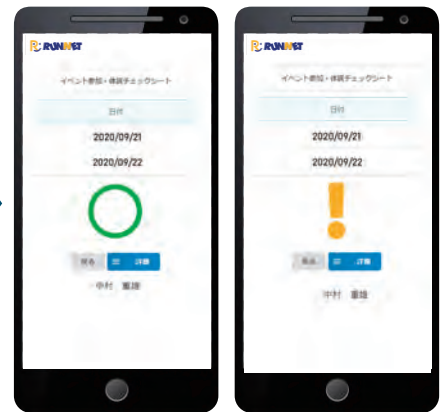 RUNNET
イベント参加・体調チェックシート
日付
2020/09/21
2020/09/22
戻る 詳細
中村 重雄
RUNNET
イベント参加・体調チェックシート
日付
2020/09/21
2020/09/22
戻る 詳細
中村 重雄